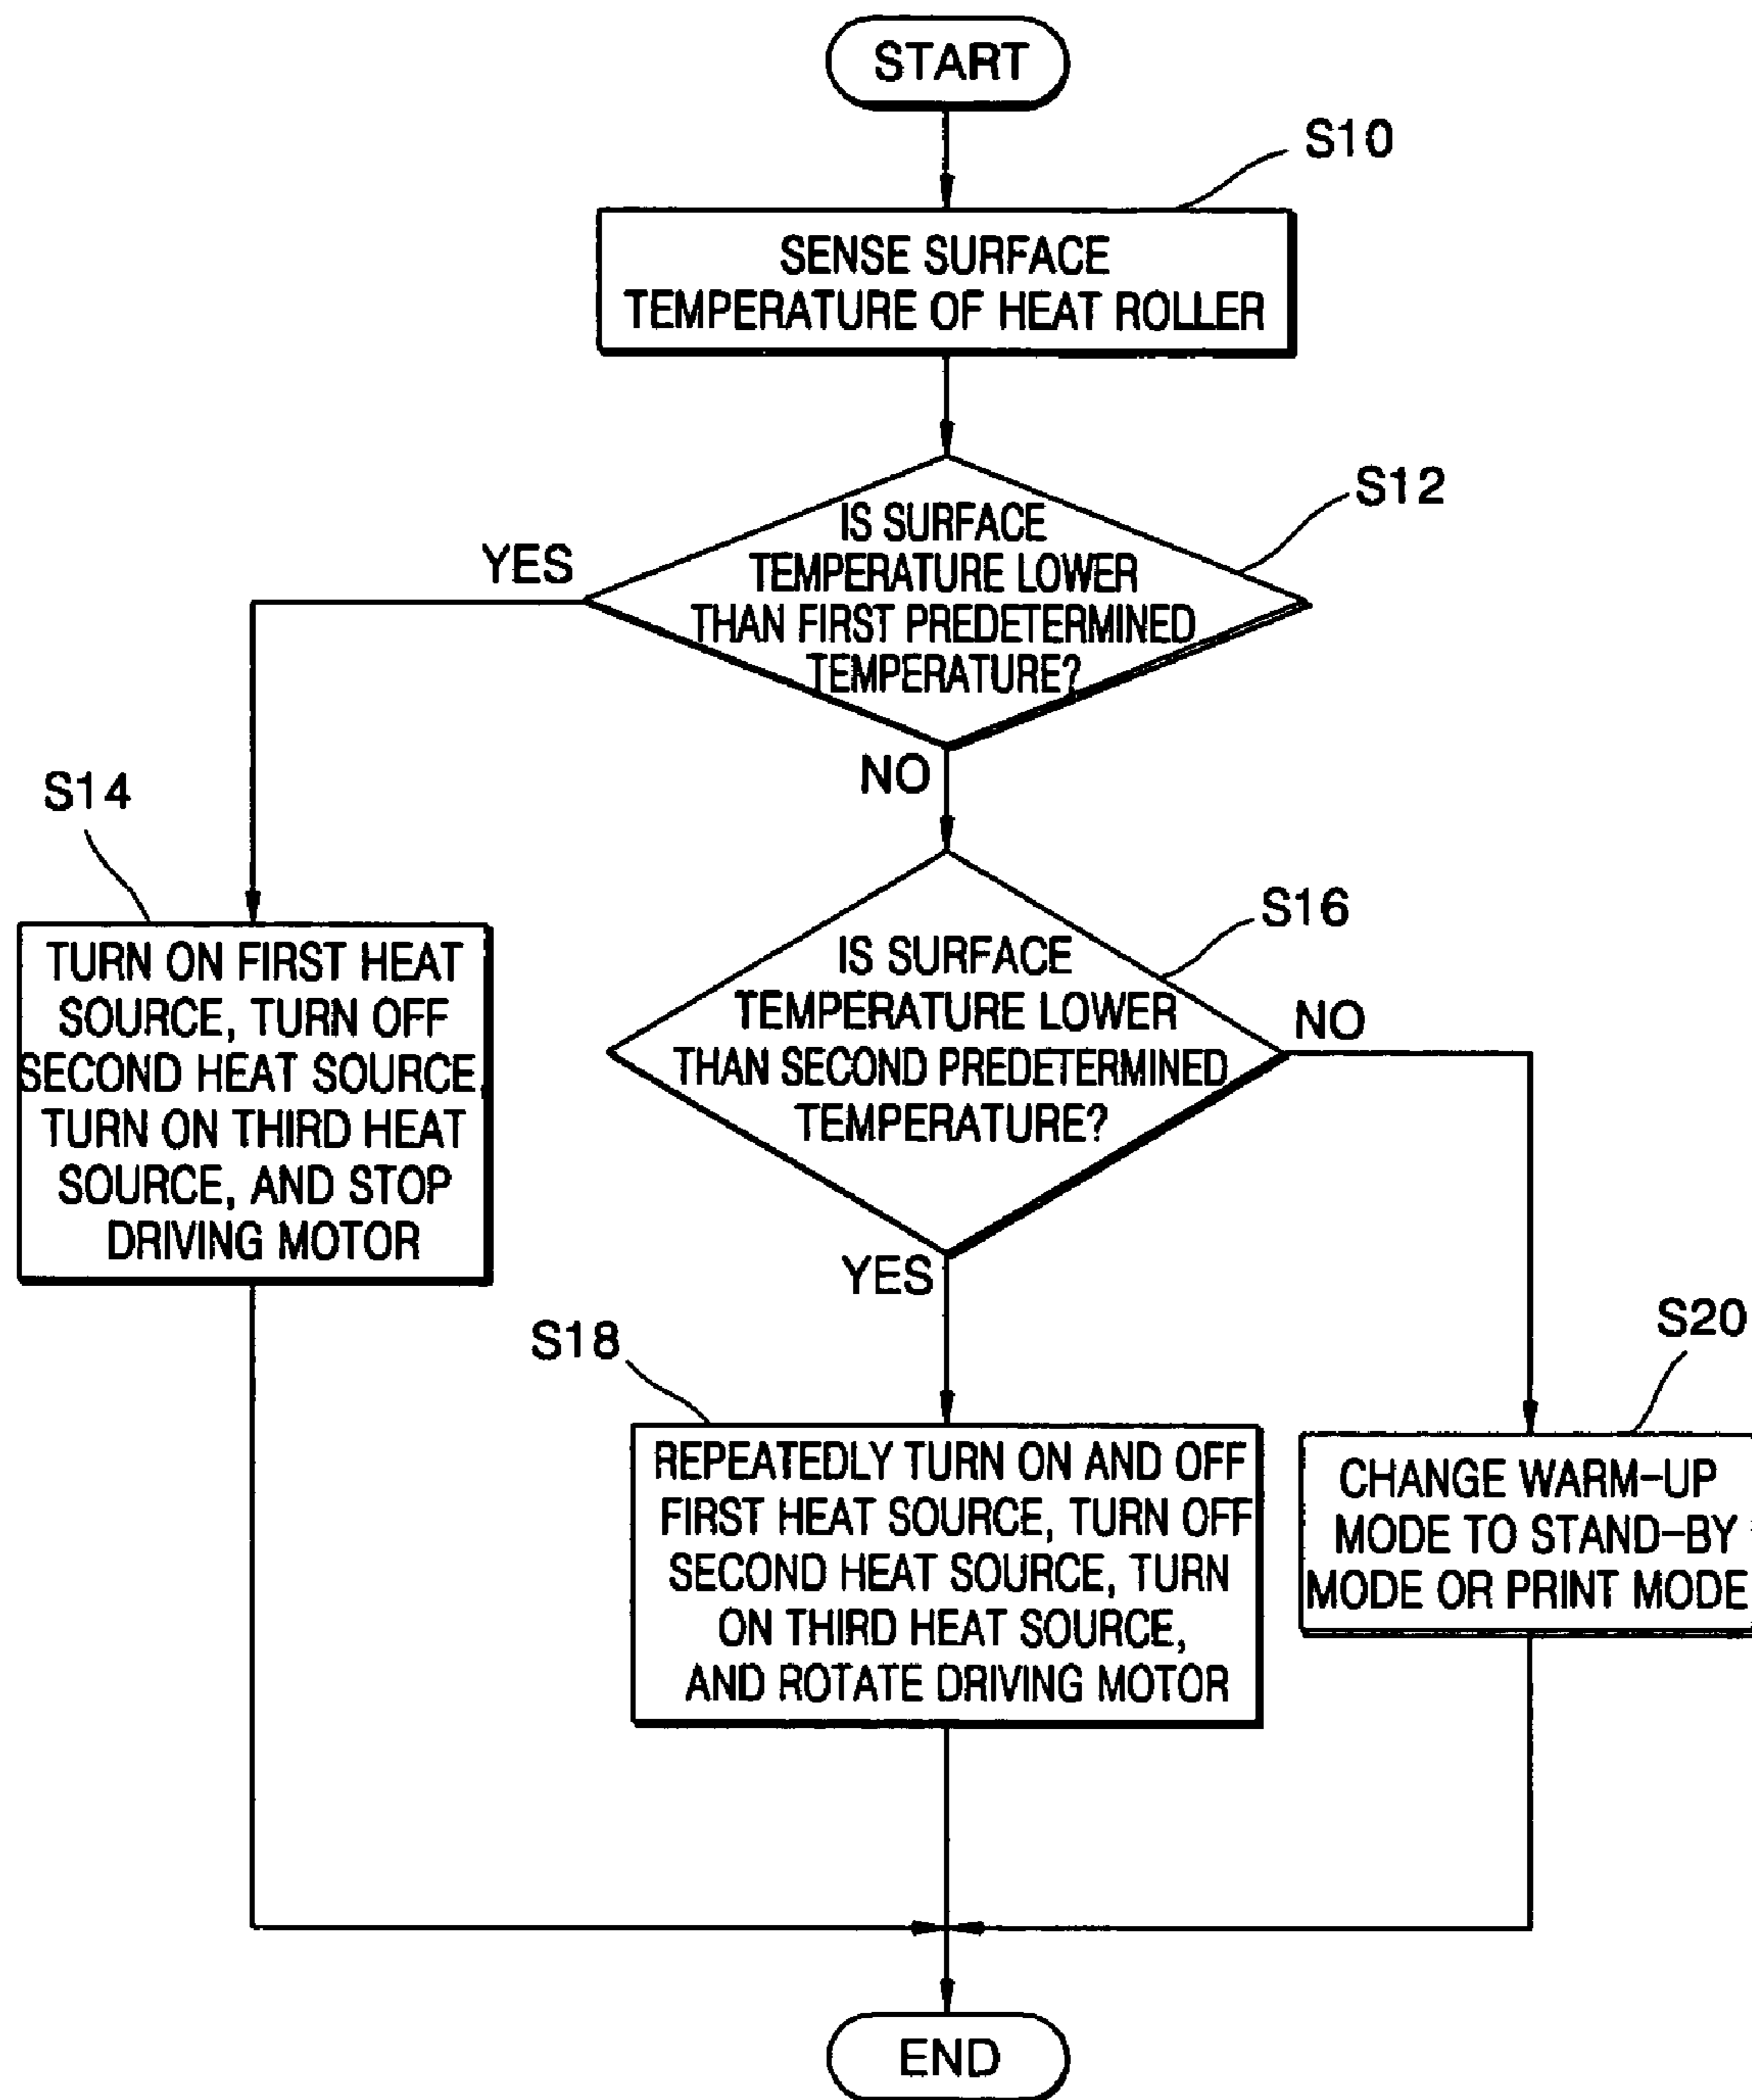 START
S10
SENSE SURFACE
TEMPERATURE OF HEAT ROLLER
S12
IS SURFACE
TEMPERATURE LOWER
THAN FIRST PREDETERMINED
TEMPERATURE?
YES
NO
S14
TURN ON FIRST HEAT
SOURCE, TURN OFF
SECOND HEAT SOURCE,
TURN ON THIRD HEAT
SOURCE, AND STOP
DRIVING MOTOR
S16
IS SURFACE
TEMPERATURE LOWER
THAN SECOND PREDETERMINED
TEMPERATURE?
NO
YES
S18
REPEATEDLY TURN ON AND OFF
FIRST HEAT SOURCE, TURN OFF
SECOND HEAT SOURCE, TURN
ON THIRD HEAT SOURCE,
AND ROTATE DRIVING MOTOR
S20
CHANGE WARM-UP
MODE TO STAND-BY
MODE OR PRINT MODE
END